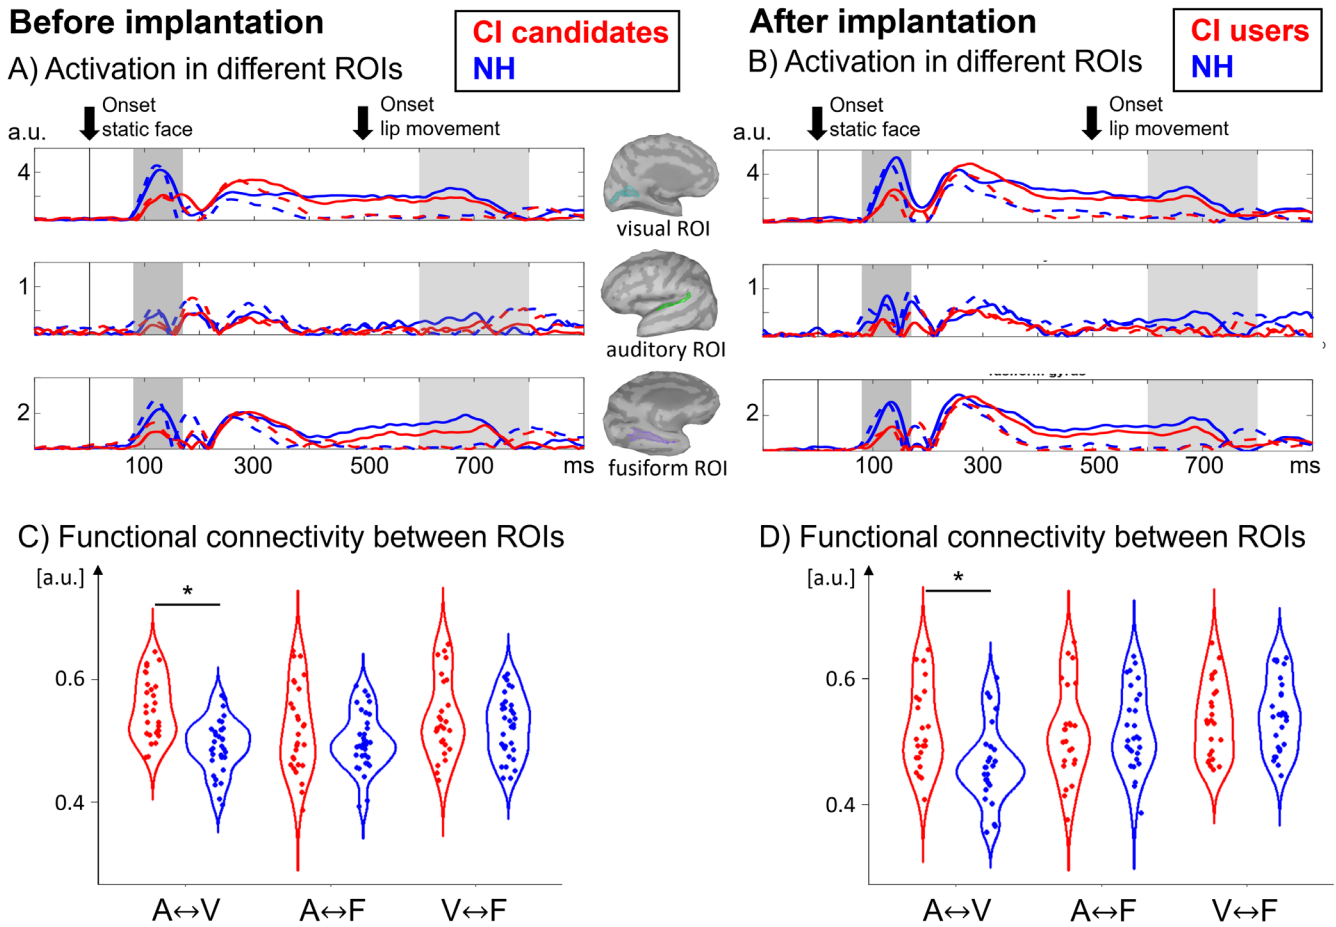 Before implantation
CI candidates
NH
A) Activation in different ROIs
Onset
static face
Onset
lip movement
a.u.
4
visual ROI
1
auditory ROI
2
fusiform ROI
100
300
500
700
ms
After implantation
CI users
NH
B) Activation in different ROIs
Onset
static face
Onset
lip movement
a.u.
4
1
2
100
300
500
700
ms
C) Functional connectivity between ROIs
[a.u.]
*
0.6
0.4
A↔V
A↔F
V↔F
D) Functional connectivity between ROIs
[a.u.]
*
0.6
0.4
A↔V
A↔F
V↔F